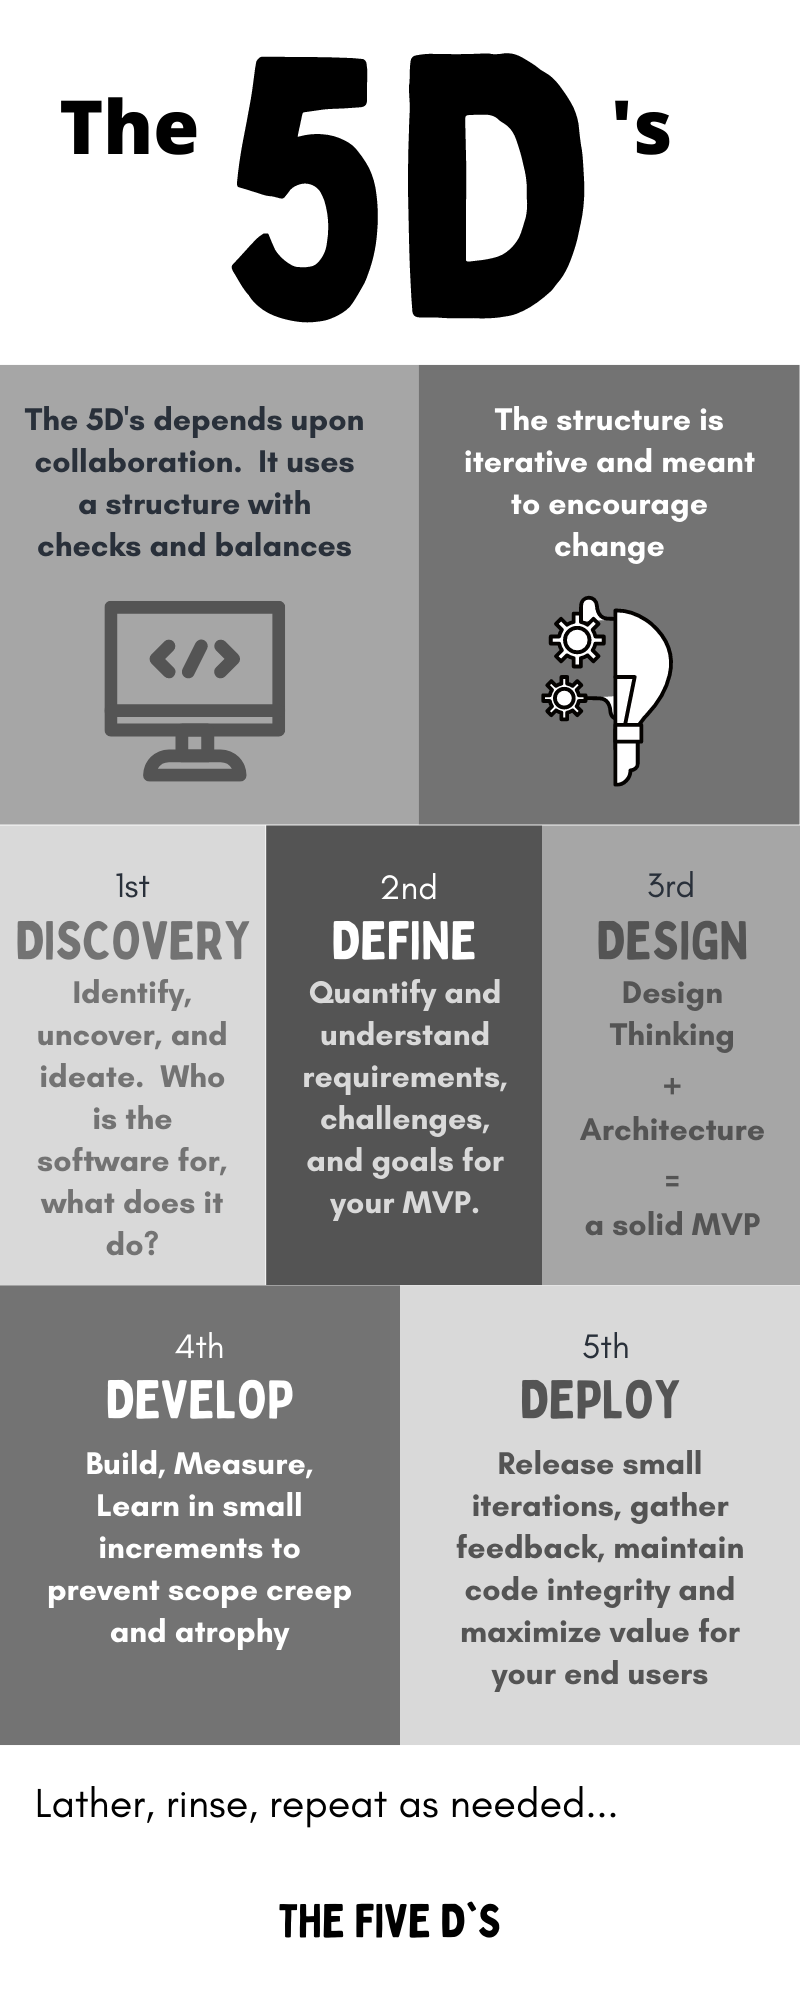 The 5D's
The 5D's depends upon
collaboration.  It uses
a structure with
checks and balances
The structure is
iterative and meant
to encourage
change
</>
1st
DISCOVERY
Identify,
uncover, and
ideate.  Who
is the
software for,
what does it
do?
2nd
DEFINE
Quantify and
understand
requirements,
challenges,
and goals for
your MVP.
3rd
DESIGN
Design
Thinking
+
Architecture
=
a solid MVP
4th
DEVELOP
Build, Measure,
Learn in small
increments to
prevent scope creep
and atrophy
5th
DEPLOY
Release small
iterations, gather
feedback, maintain
code integrity and
maximize value for
your end users
Lather, rinse, repeat as needed...
THE FIVE D`S